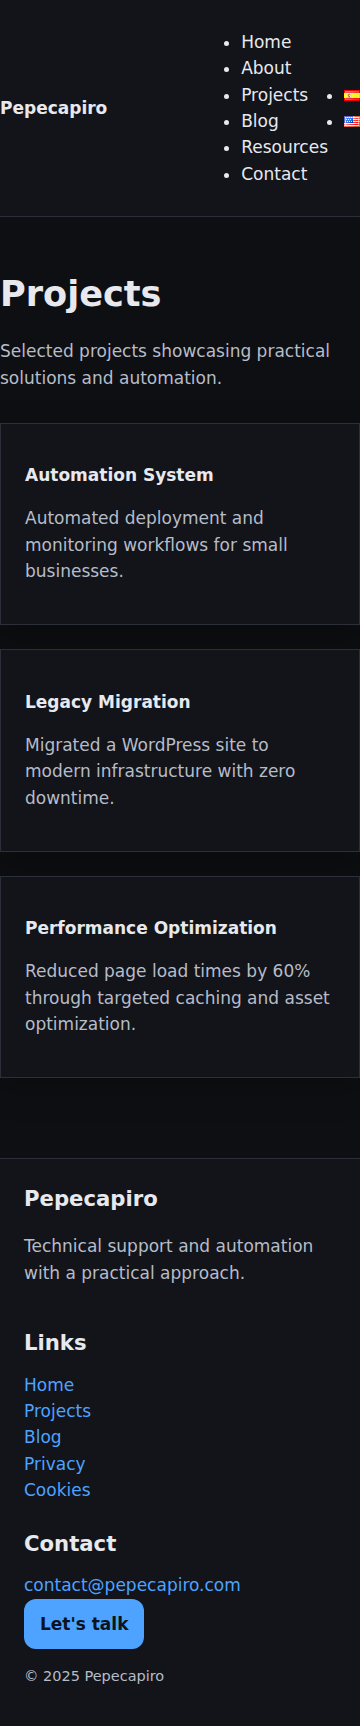 Pepecapiro
Home
About
Projects
Blog
Resources
Contact
Projects
Selected projects showcasing practical
solutions and automation.
Automation System
Automated deployment and
monitoring workflows for small
businesses.
Legacy Migration
Migrated a WordPress site to
modern infrastructure with zero
downtime.
Performance Optimization
Reduced page load times by 60%
through targeted caching and asset
optimization.
Pepecapiro
Technical support and automation
with a practical approach.
Links
Home
Projects
Blog
Privacy
Cookies
Contact
contact@pepecapiro.com
Let's talk
© 2025 Pepecapiro